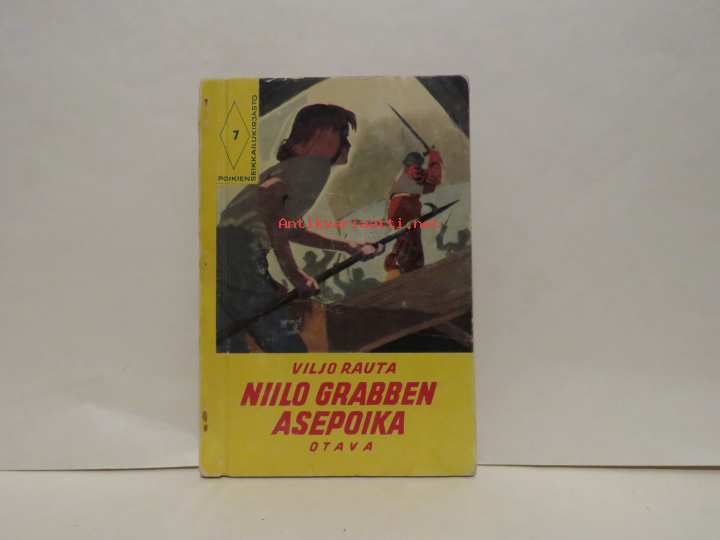 7
POIKIEN
SEIKKAILUKIRJASTO
Antikvariaatti.net
VILJO RAUTA
NIILO GRABBEN
ASEPOIKA
OTAVA